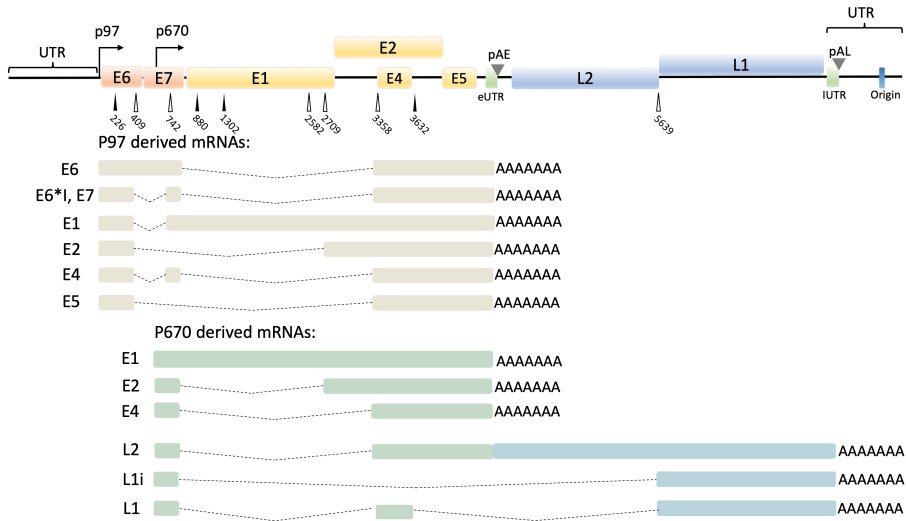 UTR
p97
p670
E2
pAE
UTR
pAL
E6
E7
E1
E4
E5
eUTR
L2
L1
lUTR
Origin
226
409
742
880
1302
2582
2709
3358
3632
5639
P97 derived mRNAs:
E6 AAAAAAA
E6*I, E7 AAAAAAA
E1 AAAAAAA
E2 AAAAAAA
E4 AAAAAAA
E5 AAAAAAA
P670 derived mRNAs:
E1 AAAAAAA
E2 AAAAAAA
E4 AAAAAAA
L2 AAAAAAA
L1i AAAAAAA
L1 AAAAAAA